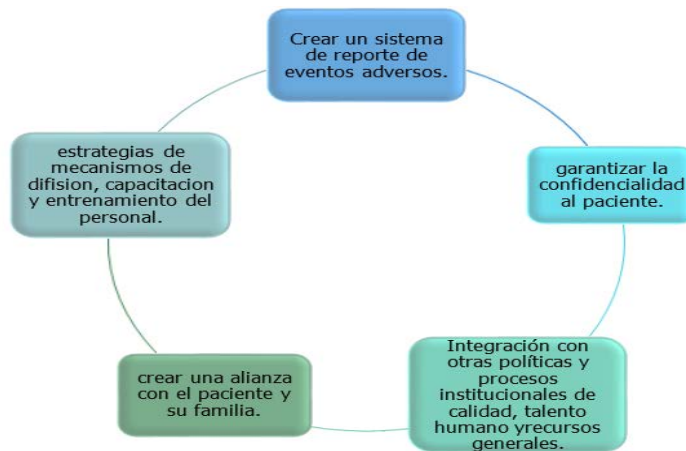 Crear un sistema
de reporte de
eventos adversos.
garantizar la
confidencialidad
al paciente.
Integración con
otras políticas y
procesos
institucionales de
calidad, talento
humano yrecursos
generales.
crear una alianza
con el paciente y
su familia.
estrategias de
mecanismos de
difision, capacitacion
y entrenamiento del
personal.